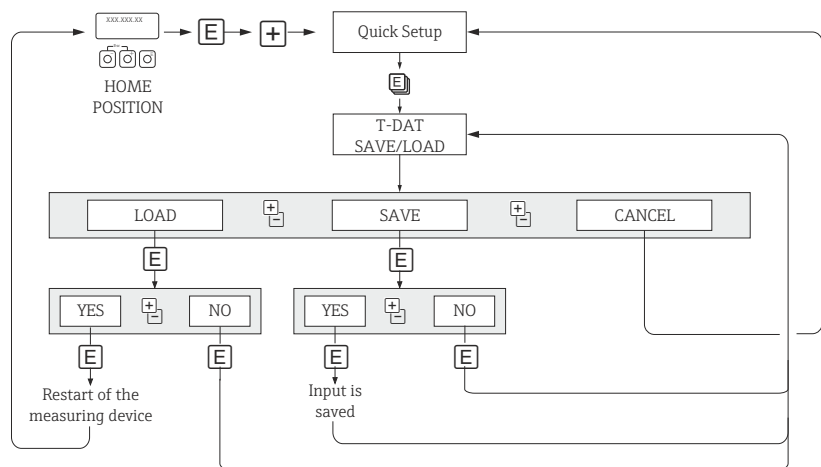 XXX.XXX.XX
Esc
E
+
Quick Setup
HOME
POSITION
E
T-DAT
SAVE/LOAD
LOAD
+
-
SAVE
+
-
CANCEL
E
E
YES
+
-
NO
YES
+
-
NO
E
E
E
E
Restart of the
measuring device
Input is
saved